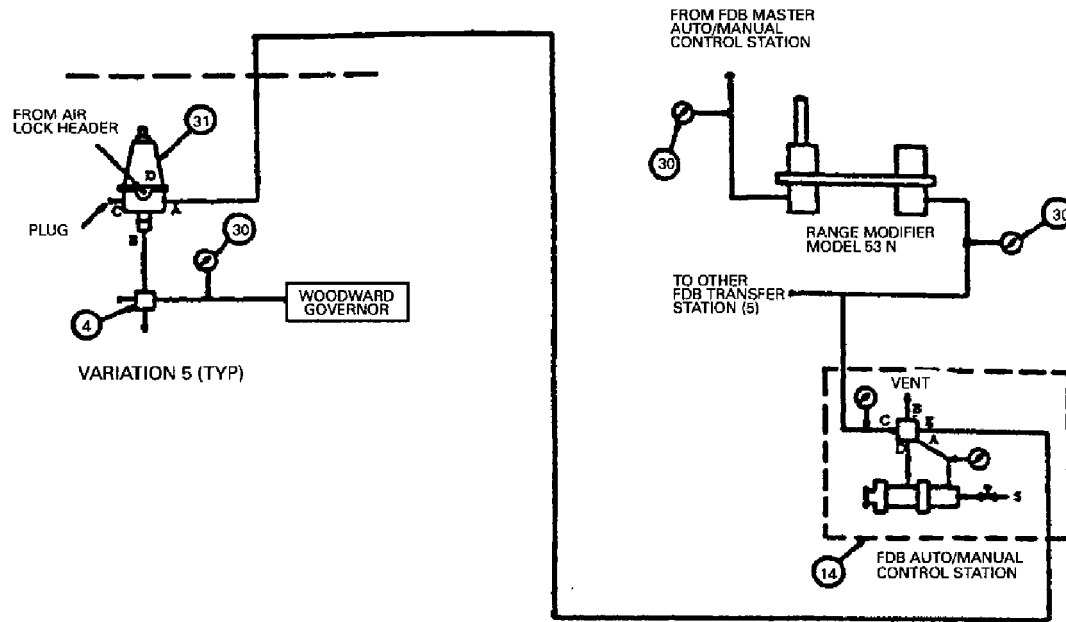 FROM FDB MASTER
AUTO/MANUAL
CONTROL STATION
FROM AIR
LOCK HEADER
31
D
C
A
PLUG
B
30
30
30
RANGE MODIFIER
MODEL 53 N
TO OTHER
FDB TRANSFER
STATION (5)
4
WOODWARD
GOVERNOR
VARIATION 5 (TYP)
VENT
B
C
E
A
D
S
14
FDB AUTO/MANUAL
CONTROL STATION